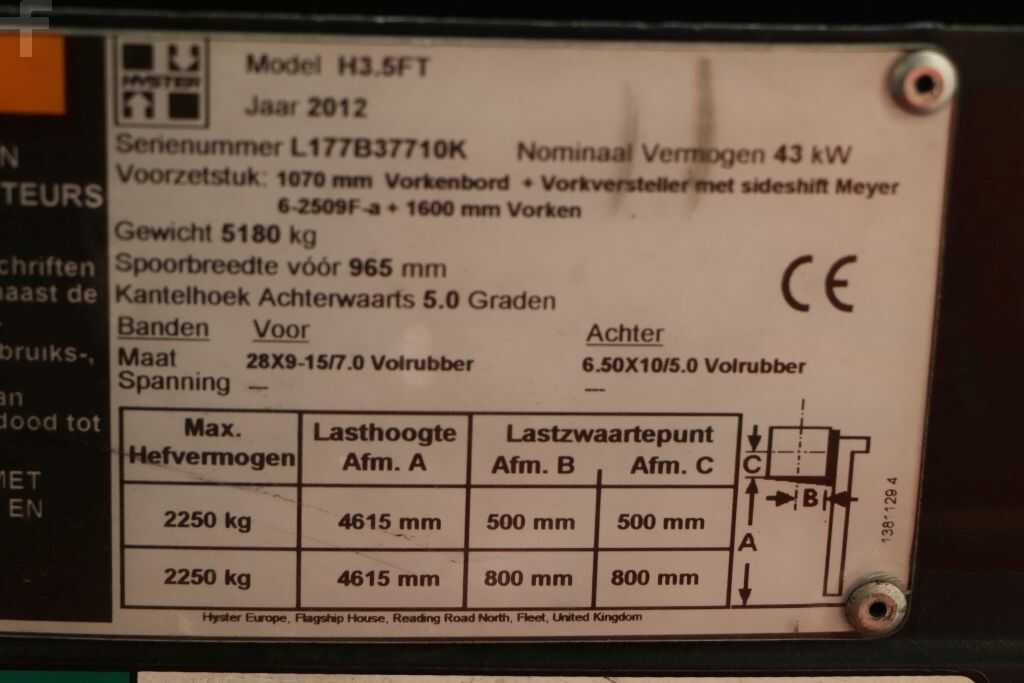 HYSTER
Model H3.5FT
Jaar 2012
Serienummer L177B37710K Nominaal Vermogen 43 kW
Voorzetstuk: 1070 mm Vorkenbord + Vorkversteller met sideshift Meyer
6-2509F-a + 1600 mm Vorken
Gewicht 5180 kg
Spoorbreedte vóór 965 mm
Kantelhoek Achterwaarts 5.0 Graden
CE
Banden Voor Achter
Maat 28X9-15/7.0 Volrubber 6.50X10/5.0 Volrubber
Spanning --- ---
Max. Hefvermogen Lasthoogte Afm. A Lastzwaartepunt
Afm. B Afm. C
2250 kg 4615 mm 500 mm 500 mm
2250 kg 4615 mm 800 mm 800 mm
C
B
A
Hyster Europe, Flagship House, Reading Road North, Fleet, United Kingdom
N
TEURS
chriften
naast de
bruiks-,
an
dood tot
MET
EN